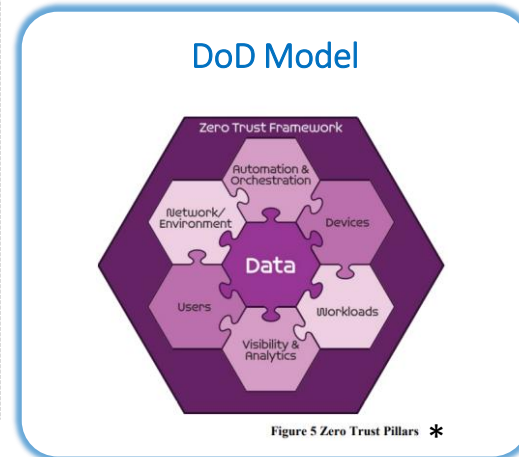 DoD Model
Zero Trust Framework
Automation &
Orchestration
Network/
Environment
Devices
Data
Users
Workloads
Visibility &
Analytics
Figure 5 Zero Trust Pillars *